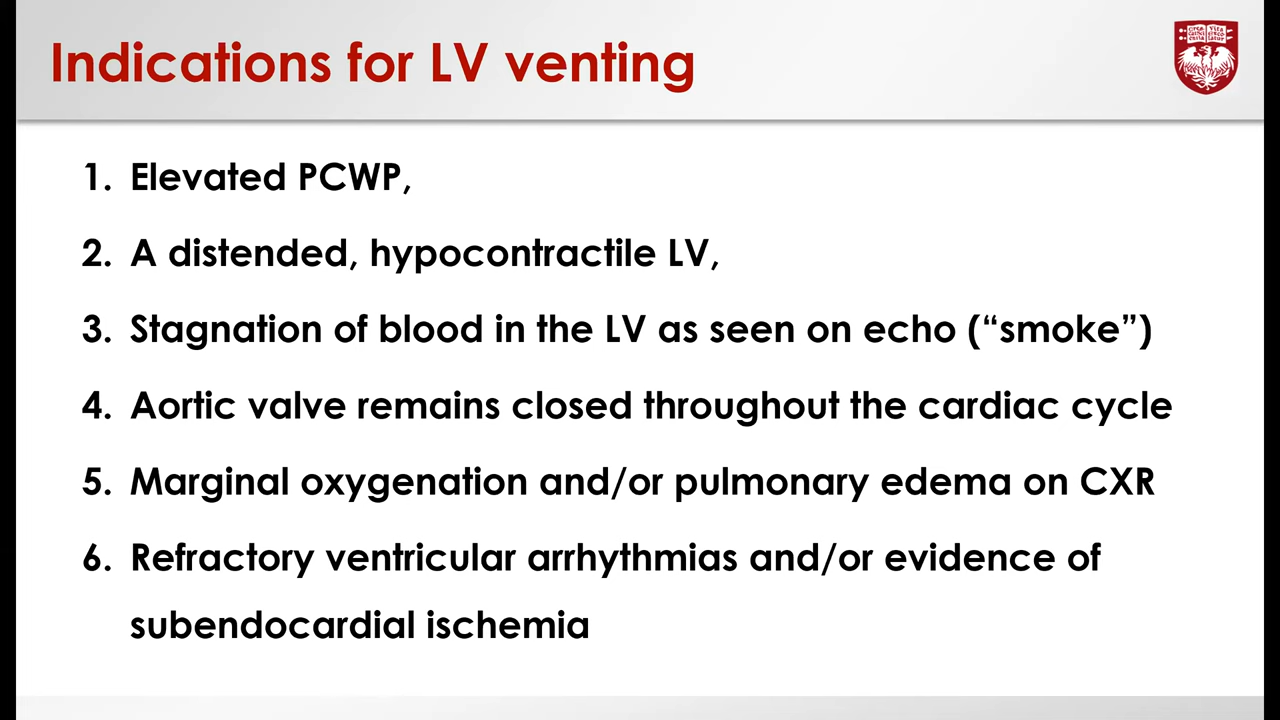 Indications for LV venting
1. Elevated PCWP,
2. A distended, hypocontractile LV,
3. Stagnation of blood in the LV as seen on echo (“smoke”)
4. Aortic valve remains closed throughout the cardiac cycle
5. Marginal oxygenation and/or pulmonary edema on CXR
6. Refractory ventricular arrhythmias and/or evidence of
subendocardial ischemia